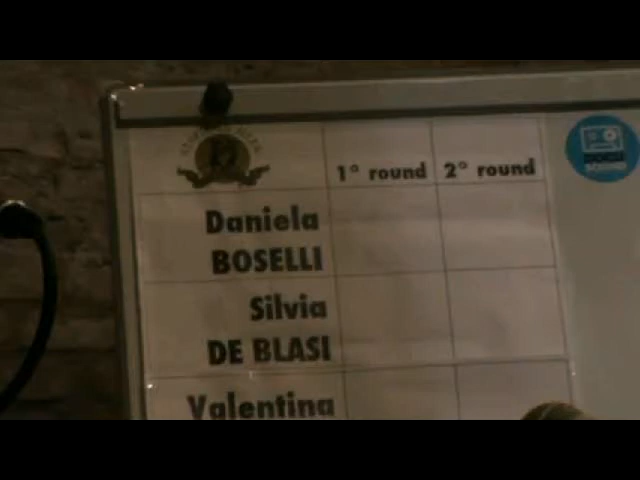 1° round 2° round
Daniela
BOSELLI
Silvia
DE BLASI
Valentina